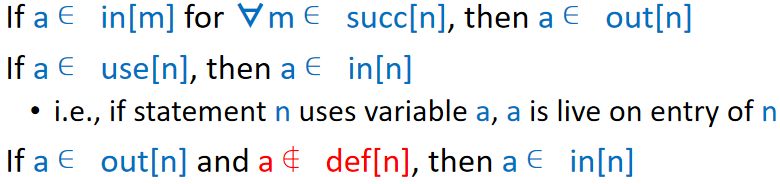 If a ∈ in[m] for ∀m ∈ succ[n], then a ∈ out[n]
If a ∈ use[n], then a ∈ in[n]
• i.e., if statement n uses variable a, a is live on entry of n
If a ∈ out[n] and a ∉ def[n], then a ∈ in[n]